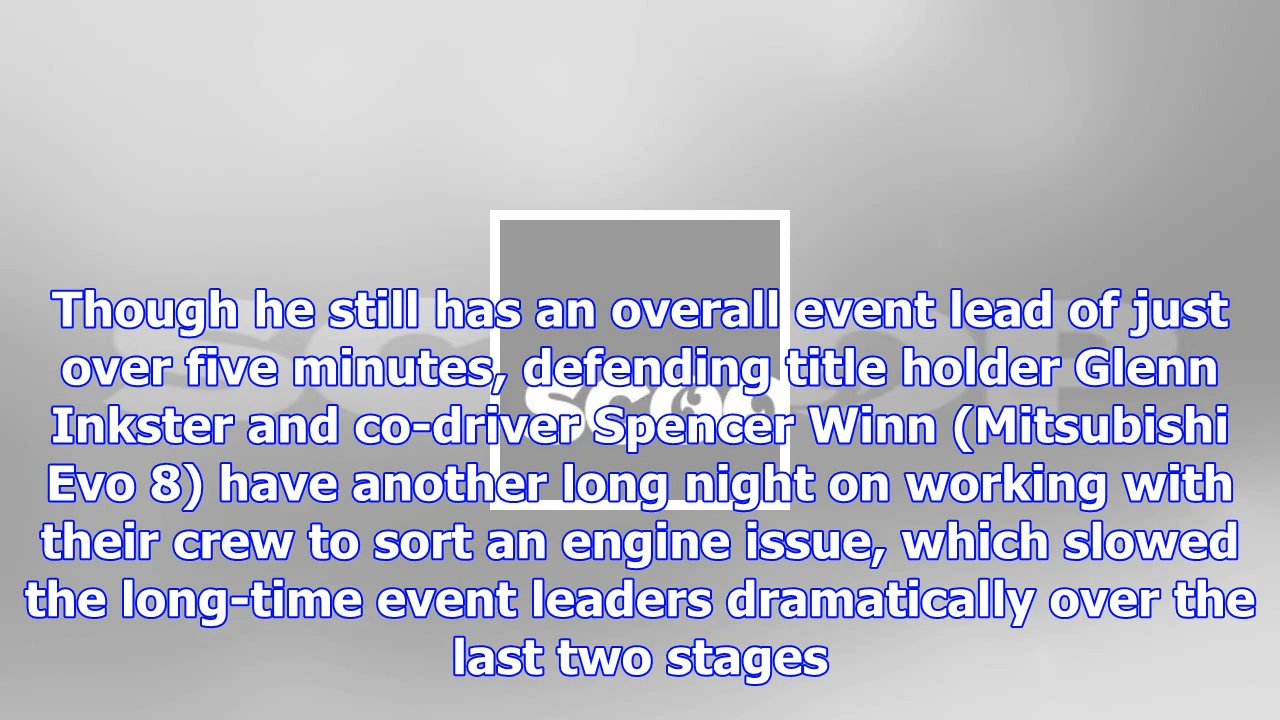 Though he still has an overall event lead of just
over five minutes, defending title holder Glenn
Inkster and co-driver Spencer Winn (Mitsubishi
Evo 8) have another long night on working with
their crew to sort an engine issue, which slowed
the long-time event leaders dramatically over the
last two stages